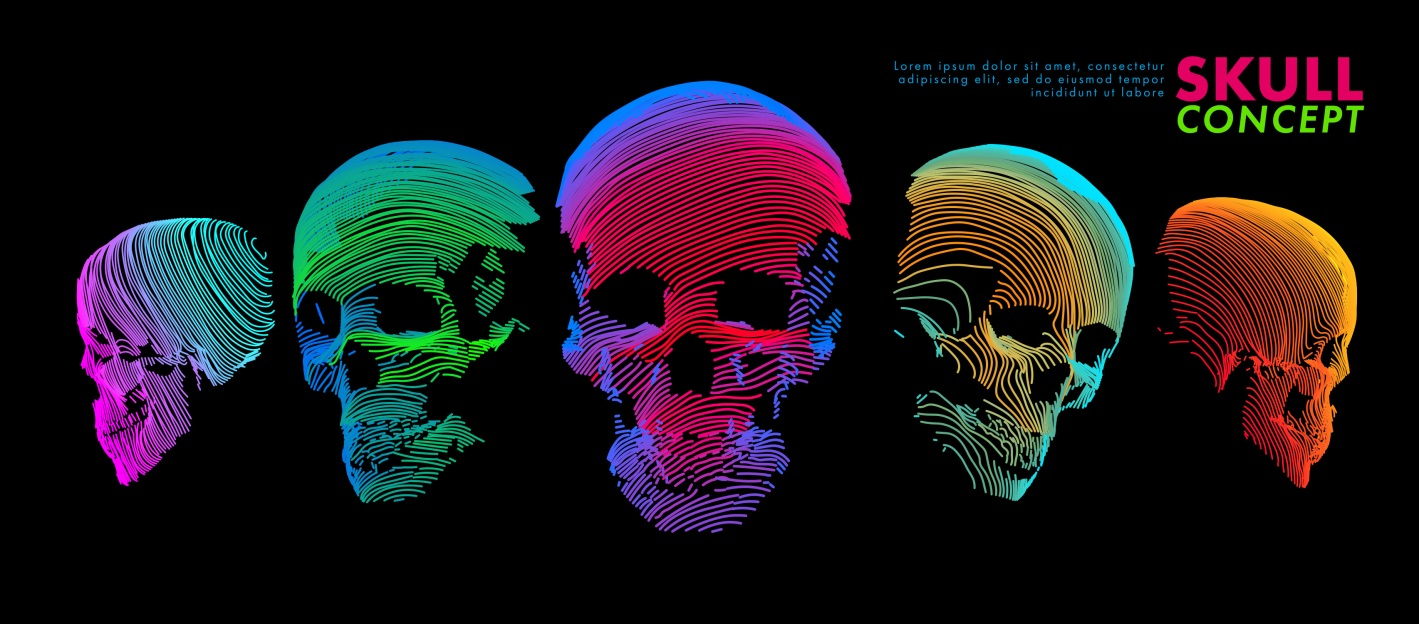 Lorem ipsum dolor sit amet, consectetur
adipiscing elit, sed do eiusmod tempor
incididunt ut labore
SKULL
CONCEPT